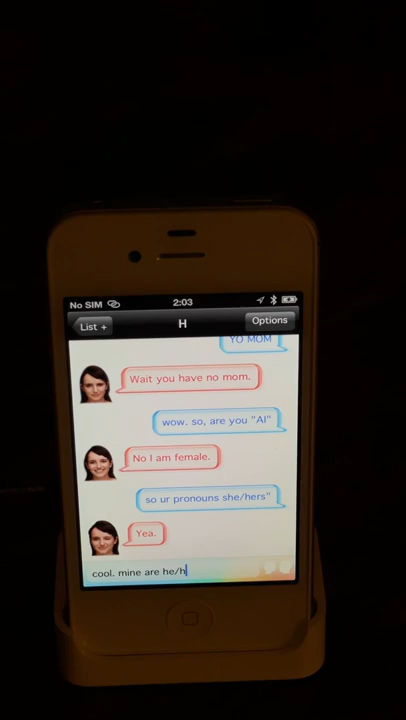 No SIM 2:03
List + H Options
YO MOM
Wait you have no mom.
wow. so, are you "AI"
No I am female.
so ur pronouns she/hers"
Yea.
cool. mine are he/h